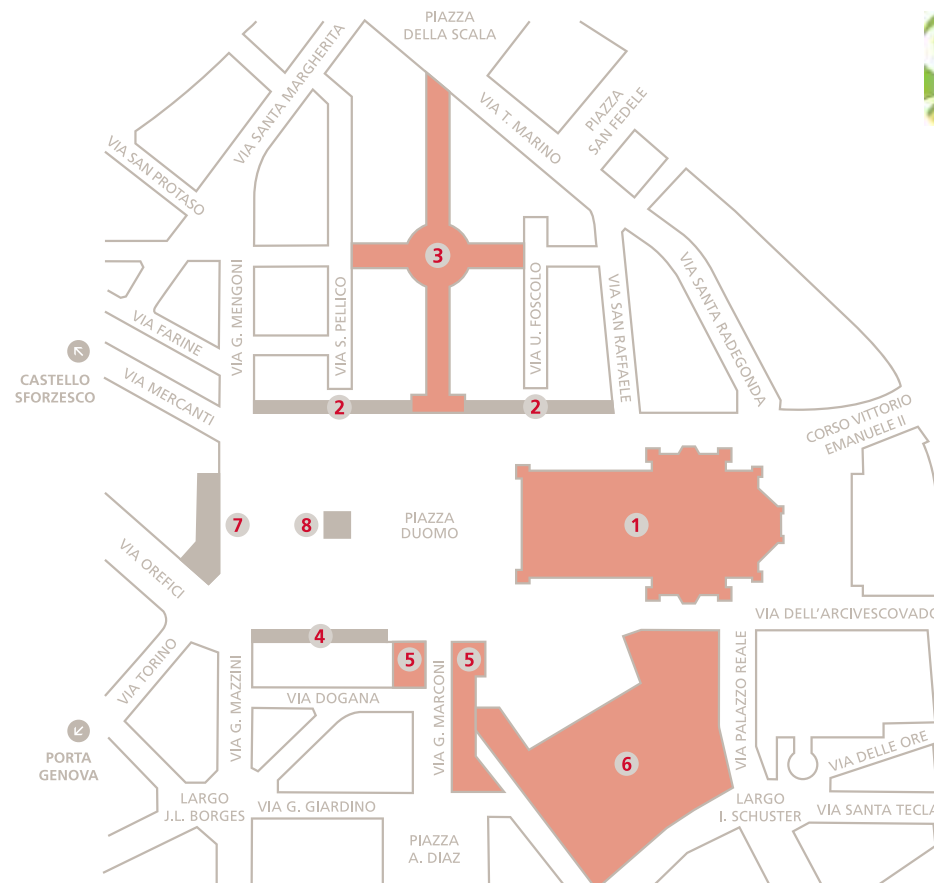 PIAZZA
DELLA SCALA
VIA SANTA MARGHERITA
VIA T. MARINO
PIAZZA
SAN FEDELE
VIA SAN PROTASO
3
VIA G. MENGONI
VIA S. PELLICO
VIA U. FOSCOLO
VIA SAN RAFFAELE
VIA SANTA RADEGONDA
VIA FARINE
CASTELLO
SFORZESCO
VIA MERCANTI
2
2
CORSO VITTORIO
EMANUELE II
7
8
PIAZZA
DUOMO
1
VIA OREFICI
VIA DELL'ARCIVESCOVADO
4
5
5
VIA TORINO
VIA G. MAZZINI
VIA DOGANA
VIA G. MARCONI
VIA PALAZZO REALE
PORTA
GENOVA
6
VIA DELLE ORE
LARGO
J.L. BORGES
VIA G. GIARDINO
LARGO
I. SCHUSTER
VIA SANTA TECLA
PIAZZA
A. DIAZ